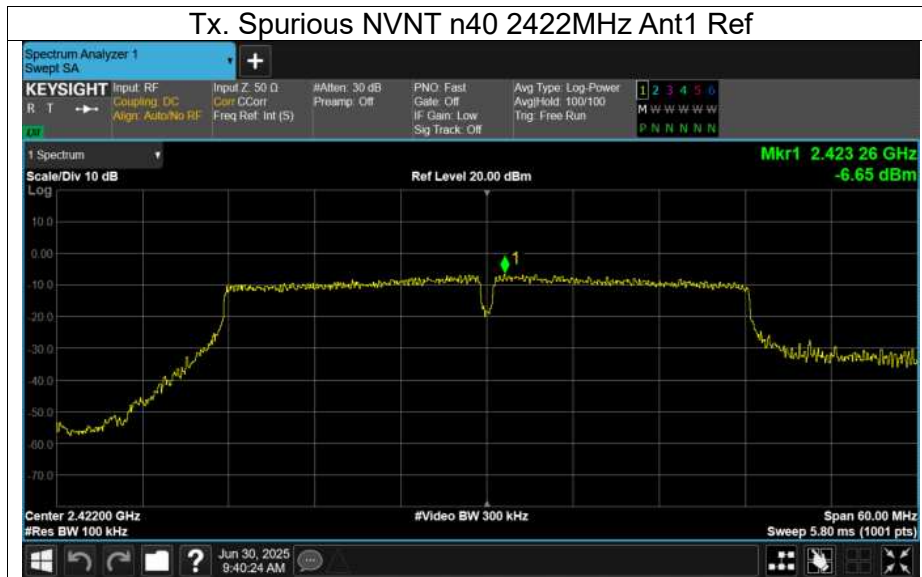 Tx. Spurious NVNT n40 2422MHz Ant1 Ref
Spectrum Analyzer 1
Swept SA
+
KEYSIGHT
R T
Input: RF
Coupling: DC
Align: Auto/No RF
Input Z: 50 Ω
Corr CCorr
Freq Ref: Int (S)
#Atten: 30 dB
Preamp: Off
PNO: Fast
Gate: Off
IF Gain: Low
Sig Track: Off
Avg Type: Log-Power
Avg|Hold: 100/100
Trig: Free Run
1 2 3 4 5 6
M W W W W W
P N N N N N
1 Spectrum
Scale/Div 10 dB
Log
Ref Level 20.00 dBm
Mkr1 2.423 26 GHz
-6.65 dBm
1
10.0
0.00
-10.0
-20.0
-30.0
-40.0
-50.0
-60.0
-70.0
Center 2.42200 GHz
#Res BW 100 kHz
#Video BW 300 kHz
Span 60.00 MHz
Sweep 5.80 ms (1001 pts)
?
Jun 30, 2025
9:40:24 AM